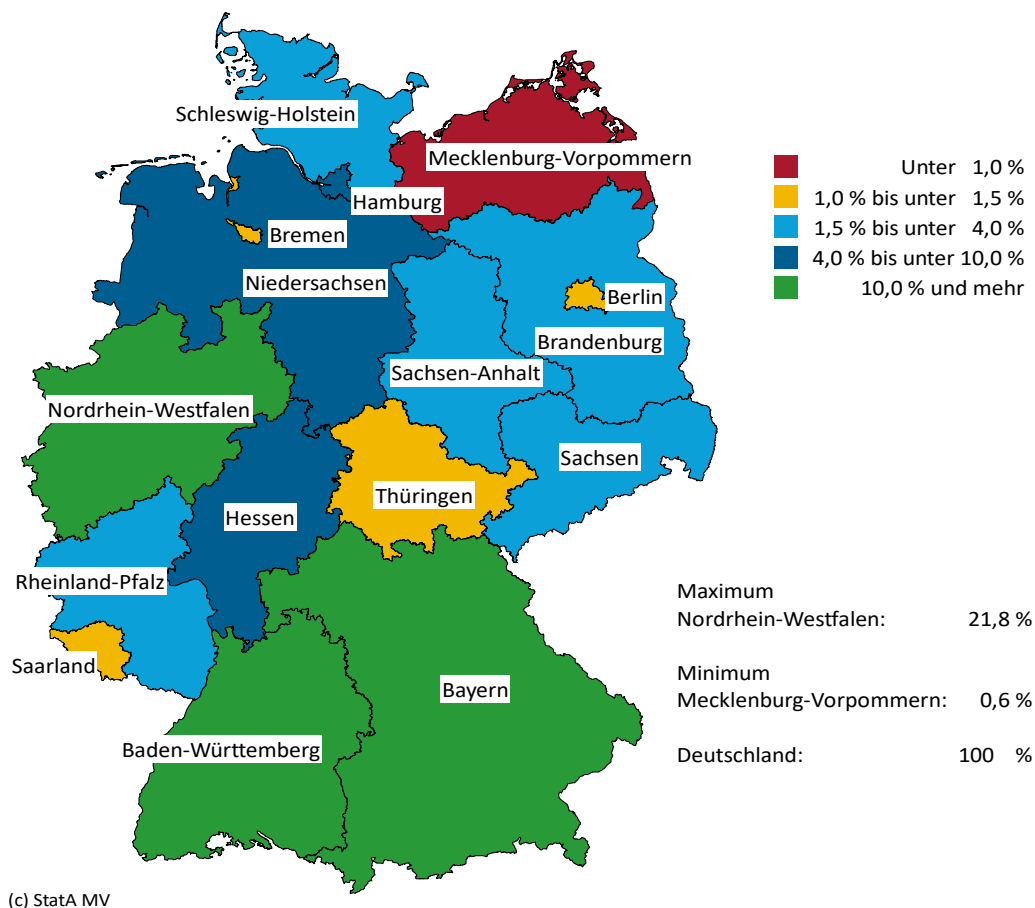 Schleswig-Holstein
Mecklenburg-Vorpommern
Hamburg
Bremen
Niedersachsen
Berlin
Brandenburg
Sachsen-Anhalt
Nordrhein-Westfalen
Sachsen
Thüringen
Hessen
Rheinland-Pfalz
Saarland
Bayern
Baden-Württemberg
Unter 1,0 %
1,0 % bis unter 1,5 %
1,5 % bis unter 4,0 %
4,0 % bis unter 10,0 %
10,0 % und mehr
Maximum
Nordrhein-Westfalen: 21,8 %
Minimum
Mecklenburg-Vorpommern: 0,6 %
Deutschland: 100 %
(c) StatA MV